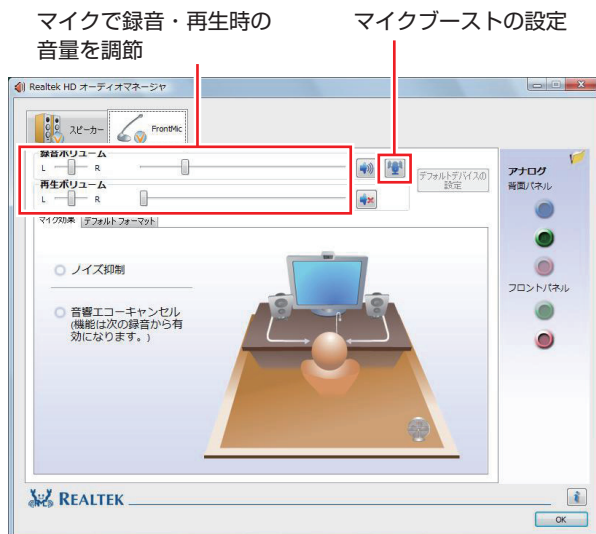 マイクで録音・再生時の
音量を調節
マイクブーストの設定
Realtek HD オーディオマネージャ
スピーカー
FrontMic
録音ボリューム
L R
再生ボリューム
L R
デフォルトデバイスの
設定
マイク効果 デフォルトフォーマット
ノイズ抑制
音響エコーキャンセル
(機能は次の録音から有
効になります。)
アナログ
背面パネル
フロントパネル
REALTEK
i
OK